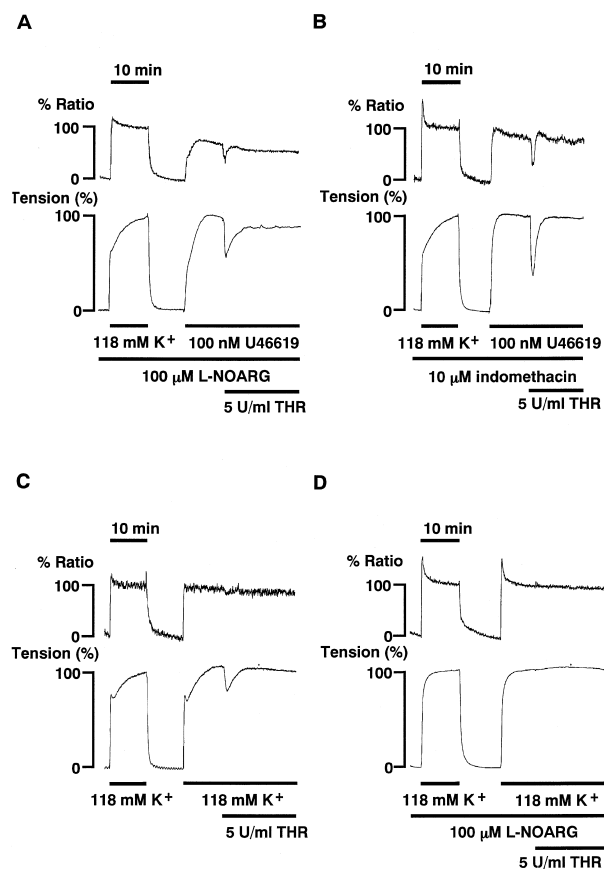 A
10 min
% Ratio
100
0
Tension (%)
100
0
118 mM K+
100 nM U46619
100 μM L-NOARG
5 U/ml THR
B
10 min
% Ratio
100
0
Tension (%)
100
0
118 mM K+
100 nM U46619
10 μM indomethacin
5 U/ml THR
C
10 min
% Ratio
100
0
Tension (%)
100
0
118 mM K+
118 mM K+
5 U/ml THR
D
10 min
% Ratio
100
0
Tension (%)
100
0
118 mM K+
118 mM K+
100 μM L-NOARG
5 U/ml THR